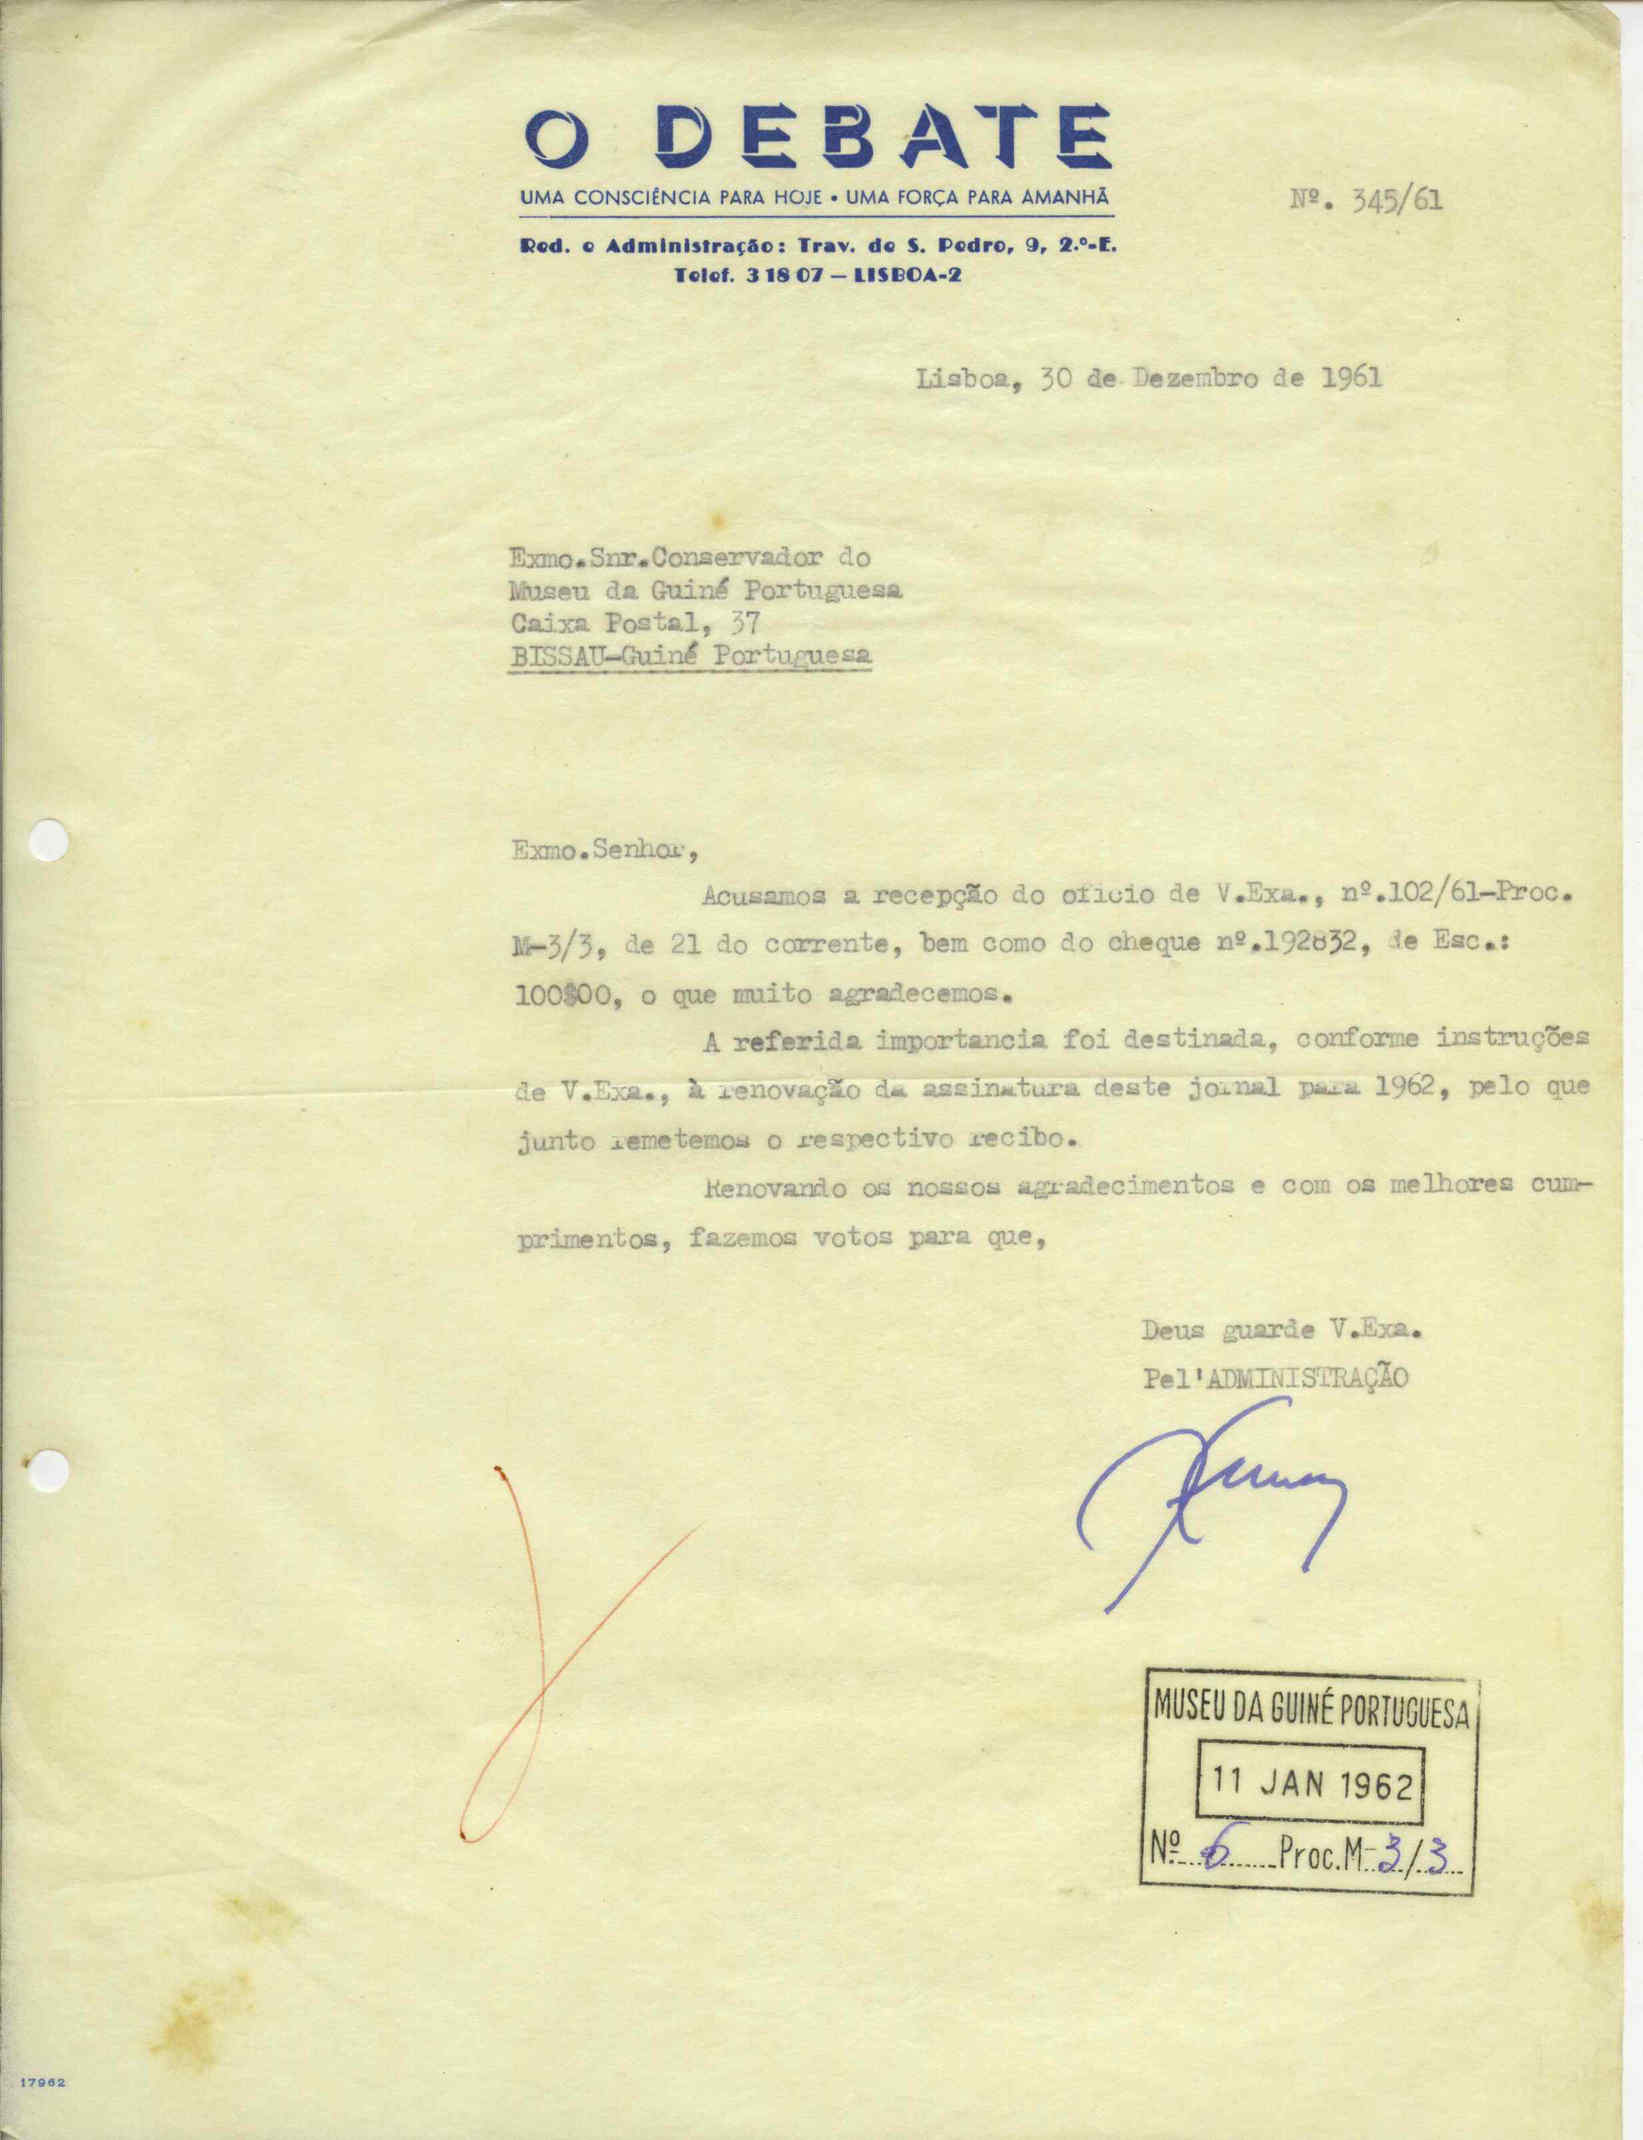 O DEBATE
UMA CONSCIÊNCIA PARA HOJE • UMA FORÇA PARA AMANHÃ
Red. e Administração: Trav. de S. Pedro, 9, 2.º-E.
Telef. 3 18 07 — LISBOA-2
Nº. 345/61
Lisboa, 30 de Dezembro de 1961
Exmo.Snr.Conservador do
Museu da Guiné Portuguesa
Caixa Postal, 37
BISSAU-Guiné Portuguesa
Exmo.Senhor,
Acusamos a recepção do oficio de V.Exa., nº.102/61-Proc.
M-3/3, de 21 do corrente, bem como do cheque nº.192832, de Esc.:
100$00, o que muito agradecemos.
A referida importancia foi destinada, conforme instruções
de V.Exa., à renovação da assinatura deste jornal para 1962, pelo que
junto remetemos o respectivo recibo.
Renovando os nossos agradecimentos e com os melhores cum-
primentos, fazemos votos para que,
Deus guarde V.Exa.
Pel'ADMINISTRAÇÃO
MUSEU DA GUINÉ PORTUGUESA
11 JAN 1962
Nº 6 Proc.M-3/3
17962